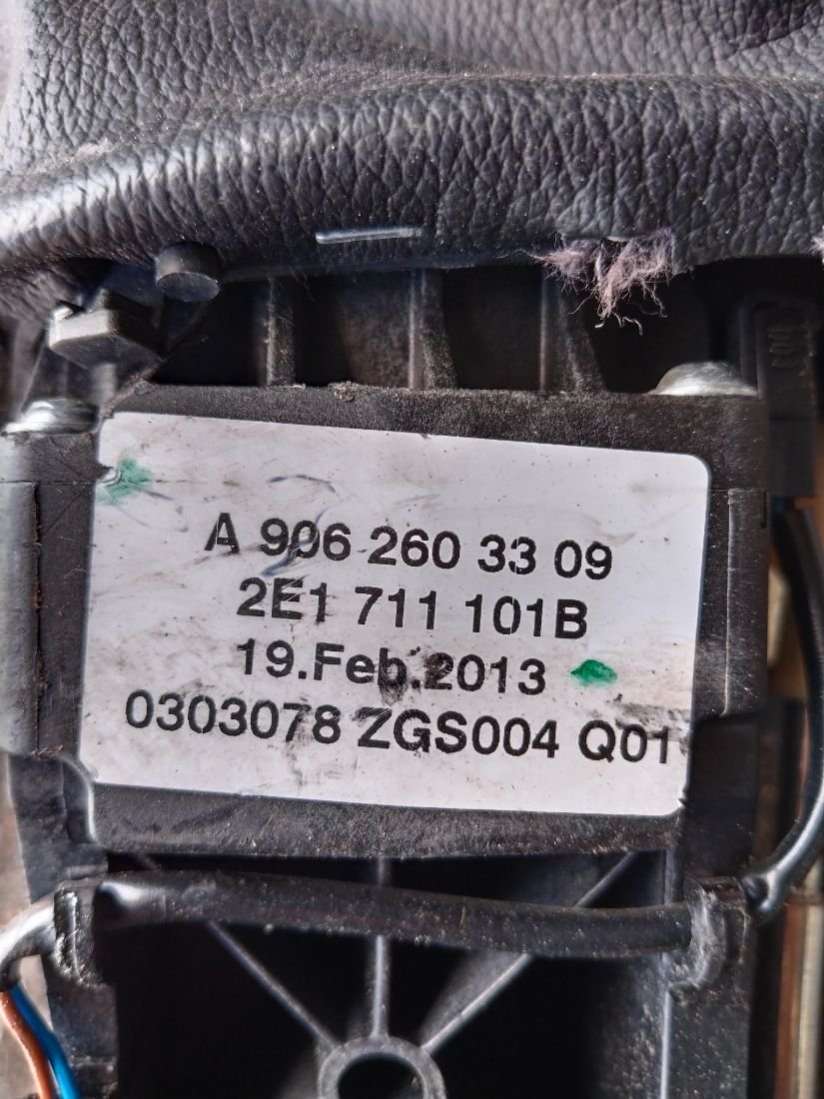 A 906 260 33 09
2E1 711 101B
19.Feb.2013
0303078 ZGS004 Q01